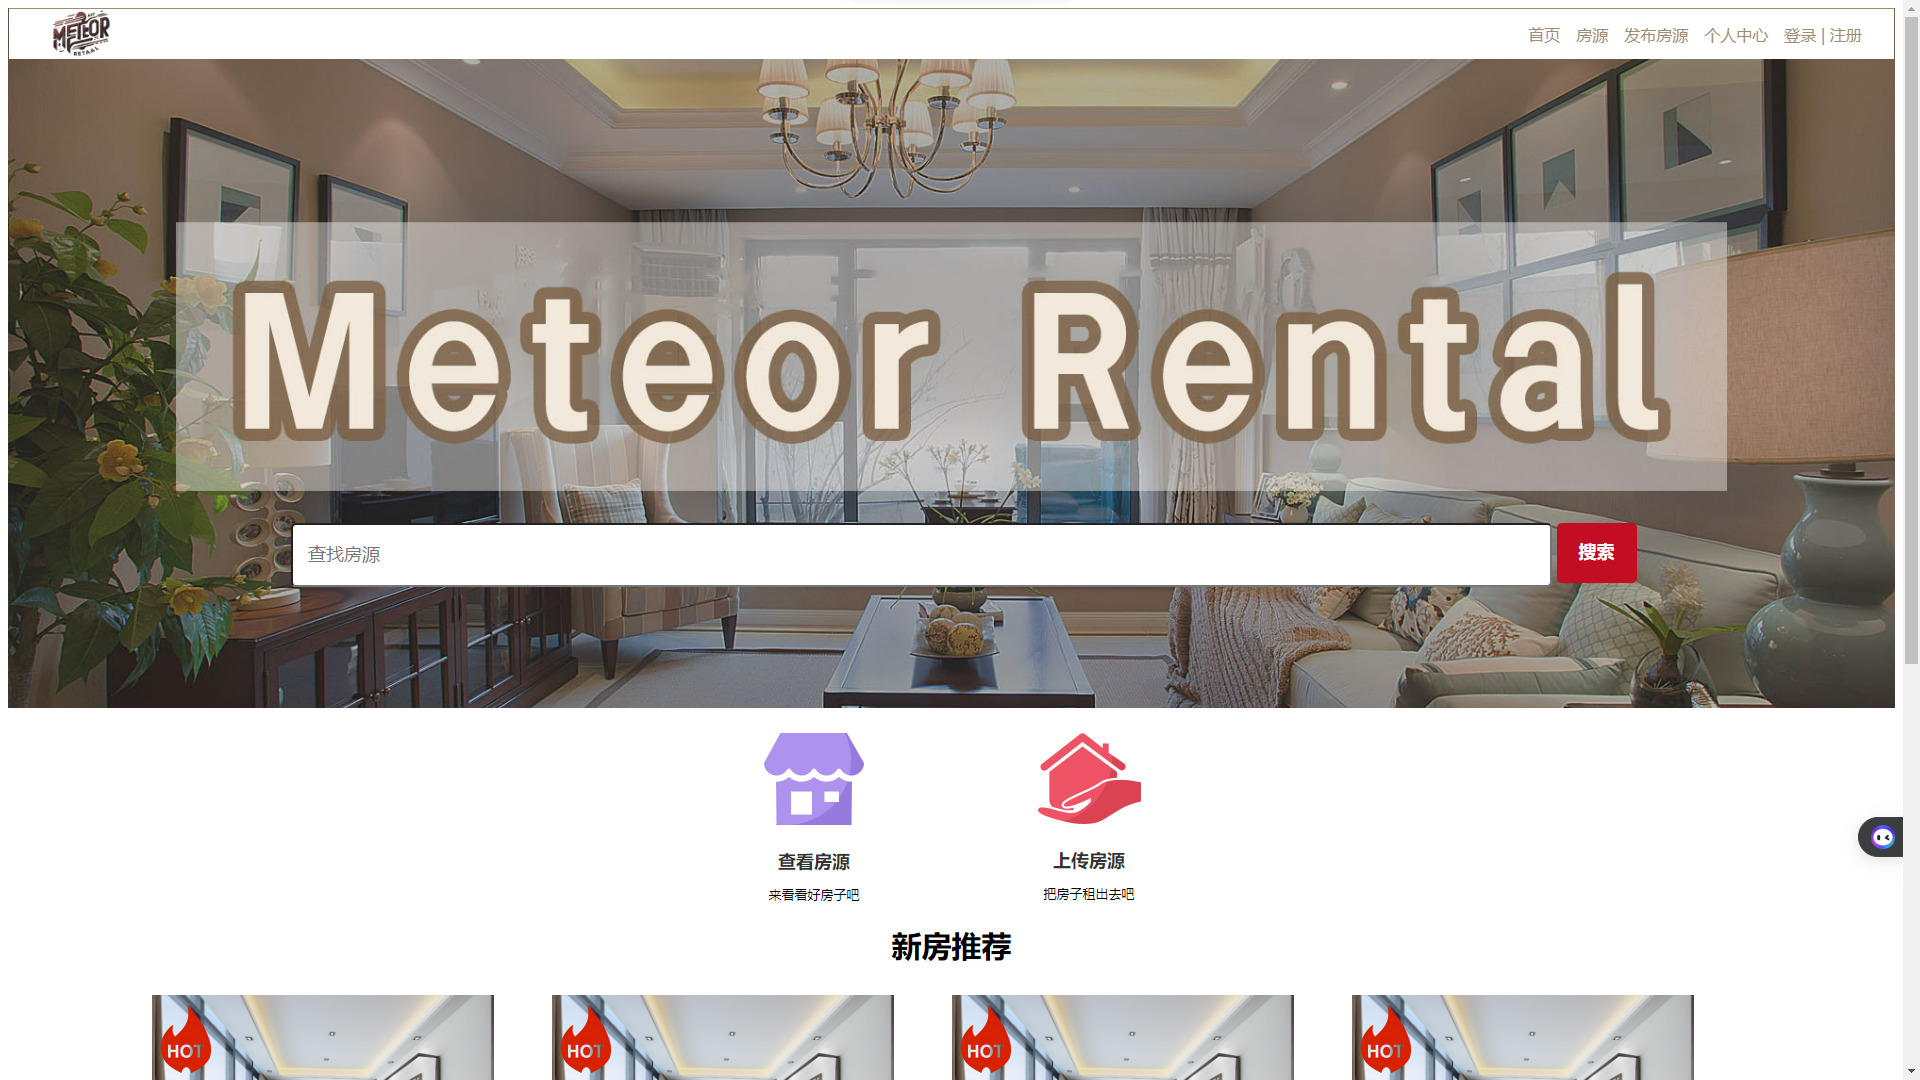 METEOR
RETAAL
首页 房源 发布房源 个人中心 登录 | 注册
Meteor Rental
查找房源
搜索
查看房源
上传房源
来看看好房子吧
把房子租出去吧
新房推荐
HOT HOT HOT HOT